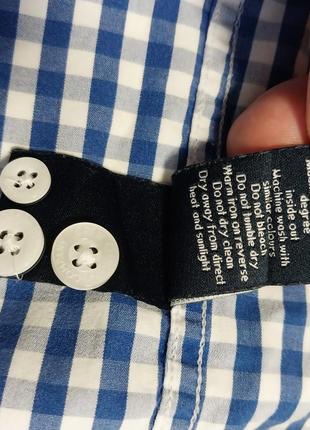 degree
inside out
Machine wash with
similar colours
Do not bleach
Do not tumble dry
Warm iron on reverse
Do not dry clean
Dry away from direct
heat and sunlight